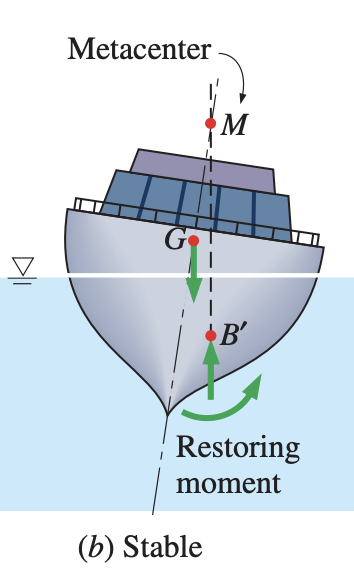 Metacenter
M
G
B′
Restoring
moment
(b) Stable